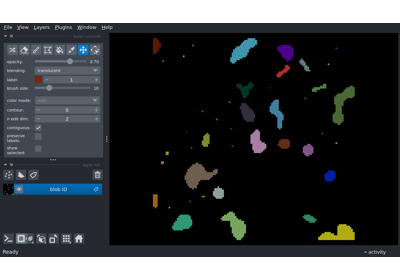 File View Layers Plugins Window Help
opacity: 0.70
blending: translucent
label: 1
brush size: 10
color mode:
contour: 0
n edit dim: 2
contiguous:
preserve labels:
show selected:
blob ID
Ready
activity